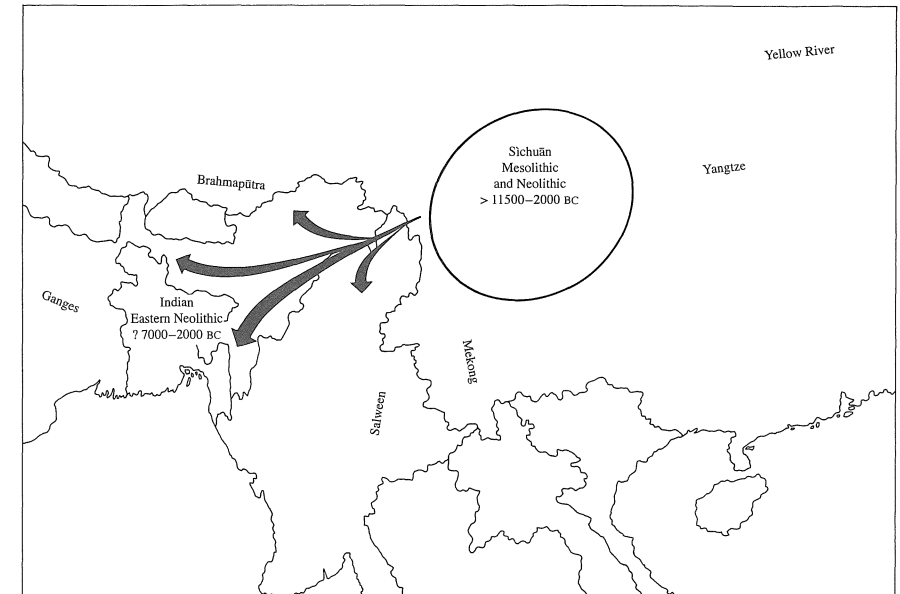 Yellow River
Sìchuān
Mesolithic
and Neolithic
> 11500–2000 BC
Yangtze
Brahmapūtra
Ganges
Indian
Eastern Neolithic
? 7000–2000 BC
Mekong
Salween